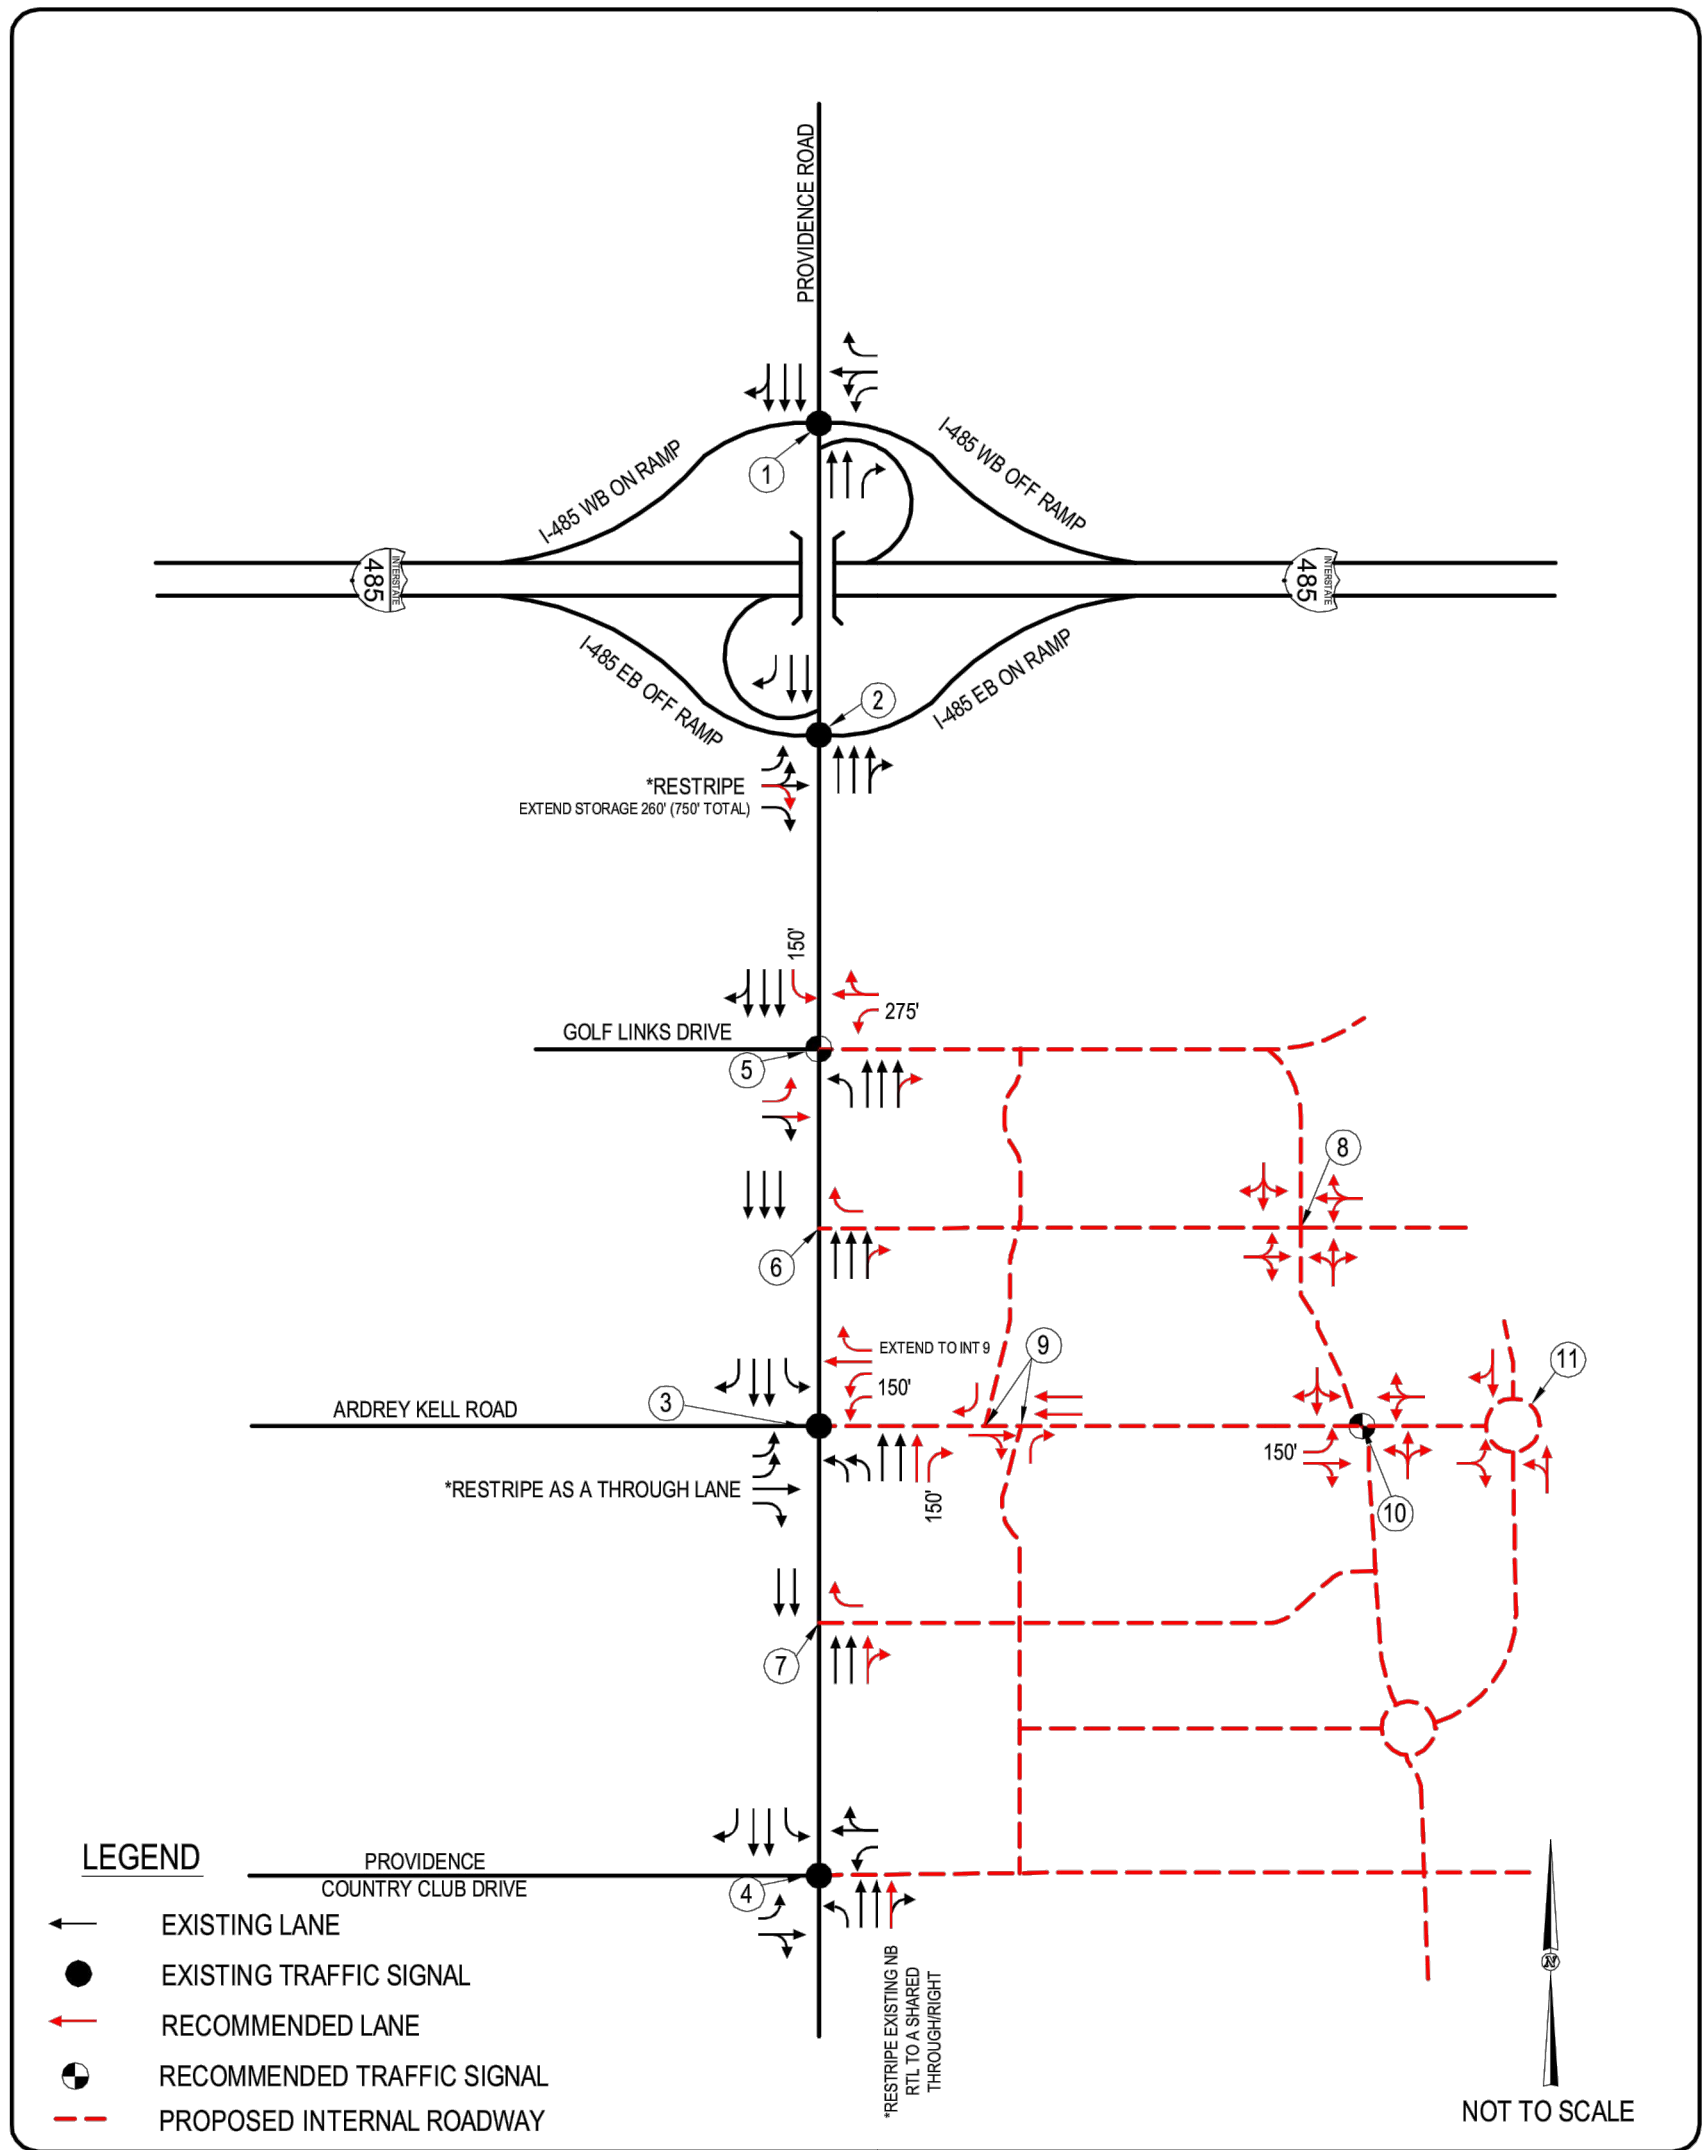 PROVIDENCE ROAD
I-485 WB ON RAMP
I-485 WB OFF RAMP
1
INTERSTATE
485
INTERSTATE
485
I-485 EB OFF RAMP
I-485 EB ON RAMP
2
*RESTRIPE
EXTEND STORAGE 260' (750' TOTAL)
150'
275'
GOLF LINKS DRIVE
5
8
6
EXTEND TO INT 9
9
150'
11
3
ARDREY KELL ROAD
150'
*RESTRIPE AS A THROUGH LANE
150'
10
7
LEGEND
PROVIDENCE
COUNTRY CLUB DRIVE
4
EXISTING LANE
EXISTING TRAFFIC SIGNAL
RECOMMENDED LANE
RECOMMENDED TRAFFIC SIGNAL
PROPOSED INTERNAL ROADWAY
*RESTRIPE EXISTING NB
RTL TO A SHARED
THROUGH/RIGHT
N
NOT TO SCALE